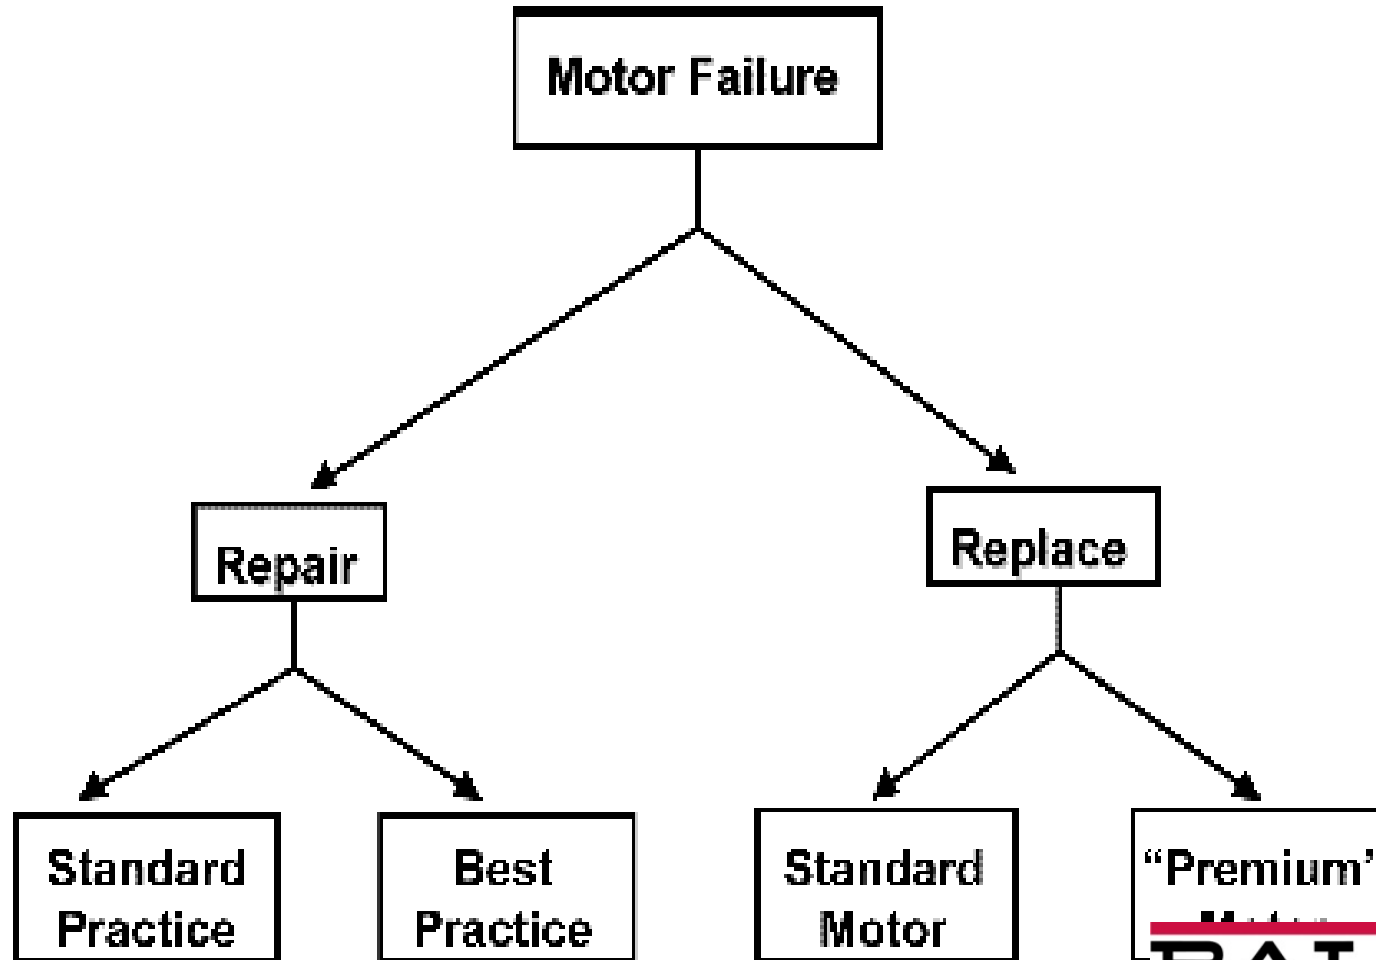 Motor Failure
Repair
Replace
Standard
Practice
Best
Practice
Standard
Motor
“Premium”